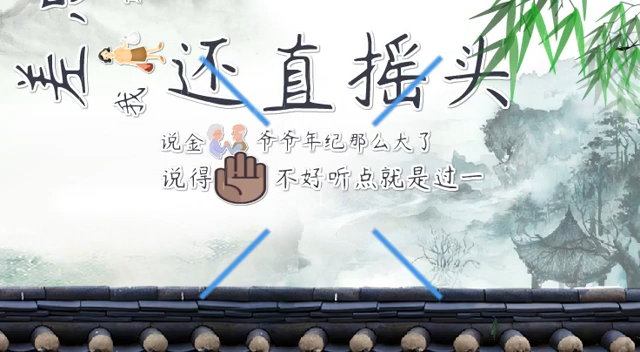 差
我还直摇头
说金爷爷年纪那么大了
说得不好听点就是过一